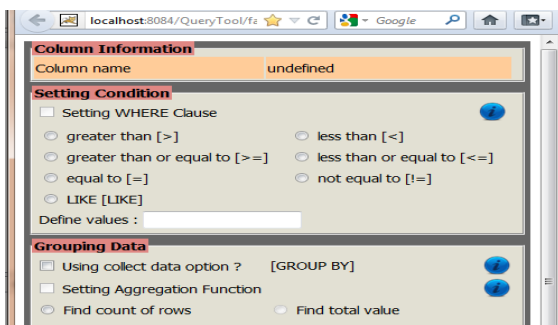 localhost:8084/QueryTool/fa Google
Column Information
Column name undefined
Setting Condition
Setting WHERE Clause
greater than [>] less than [<]
greater than or equal to [>=] less than or equal to [<=]
equal to [=] not equal to [!=]
LIKE [LIKE]
Define values :
Grouping Data
Using collect data option ? [GROUP BY]
Setting Aggregation Function
Find count of rows Find total value